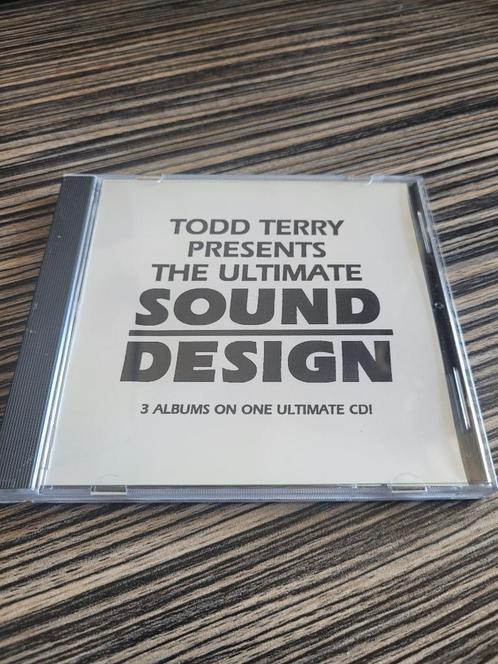 TODD TERRY
PRESENTS
THE ULTIMATE
SOUND
DESIGN
3 ALBUMS ON ONE ULTIMATE CD!